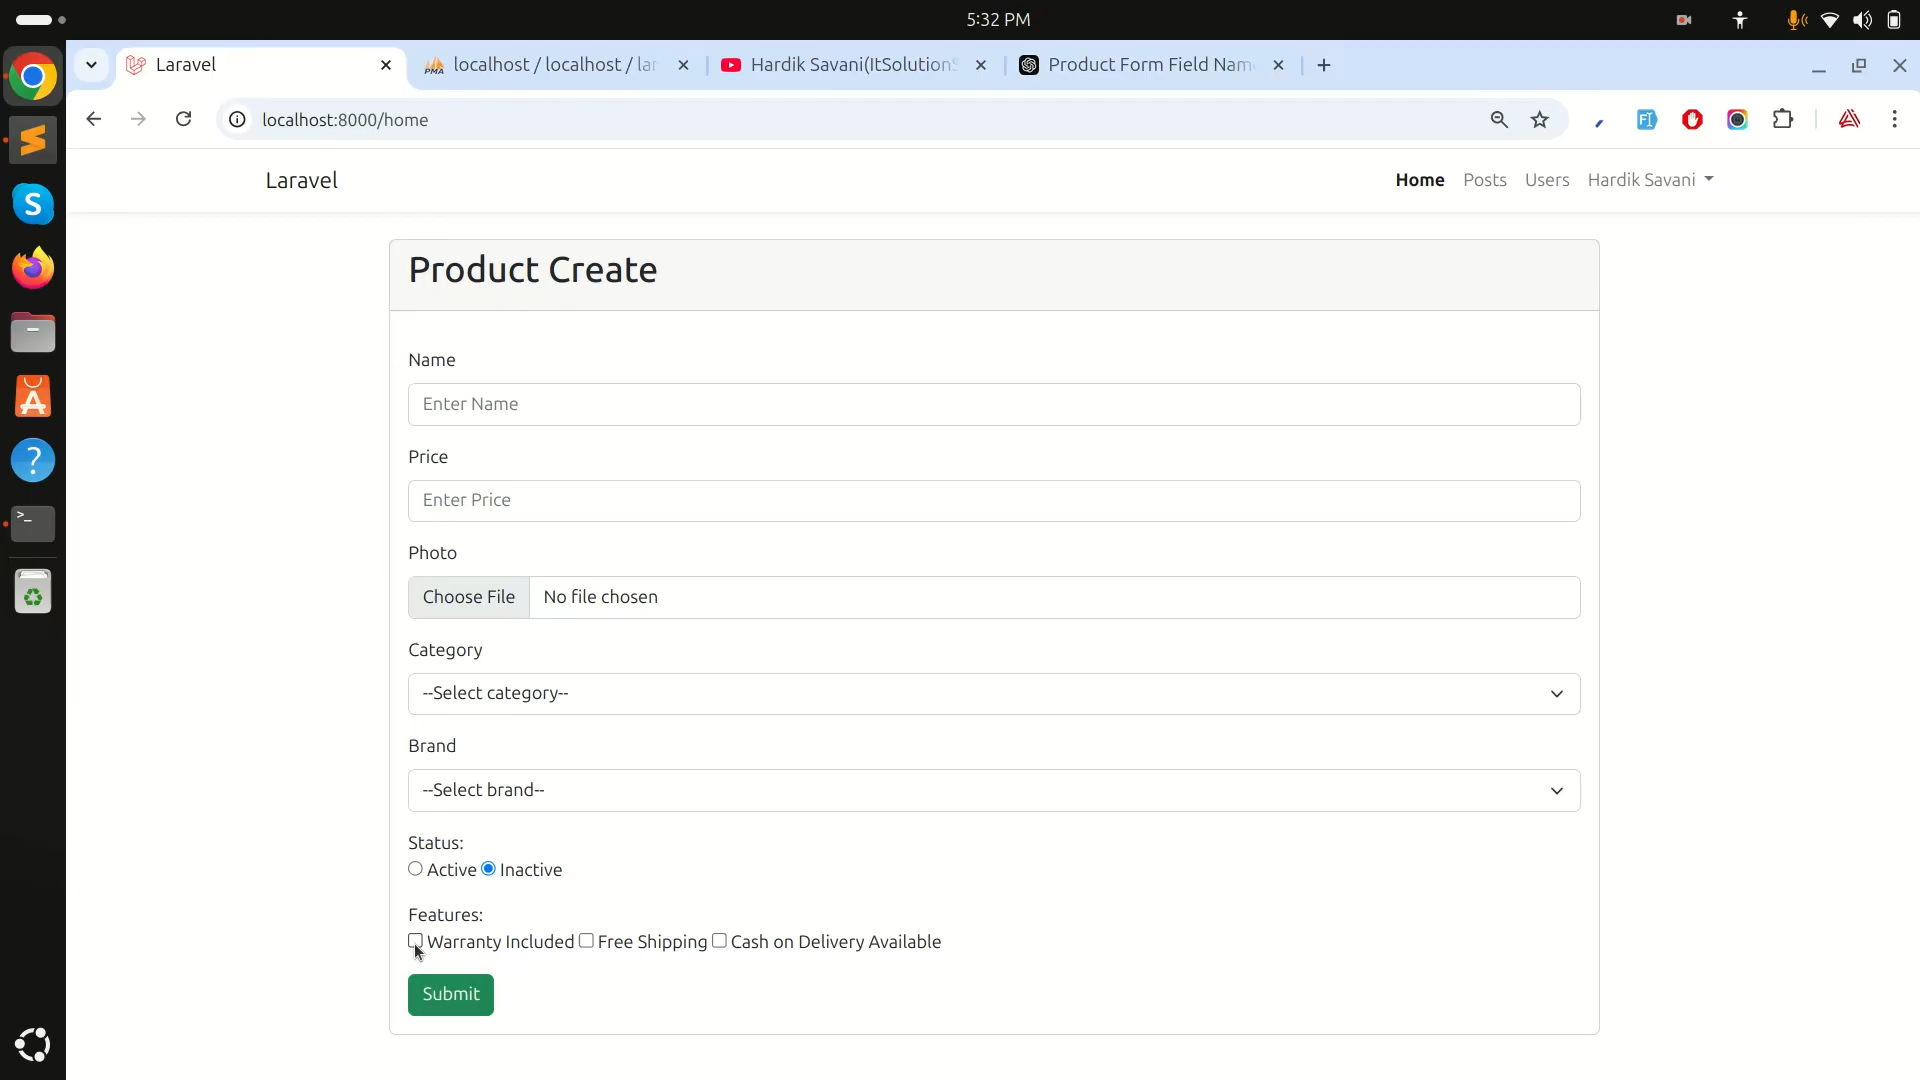 5:32 PM
Laravel
localhost / localhost / lar
Hardik Savani(ItSolutionS
Product Form Field Nam
localhost:8000/home
Laravel
Home Posts Users Hardik Savani
Product Create
Name
Enter Name
Price
Enter Price
Photo
Choose File No file chosen
Category
--Select category--
Brand
--Select brand--
Status:
Active Inactive
Features:
Warranty Included Free Shipping Cash on Delivery Available
Submit